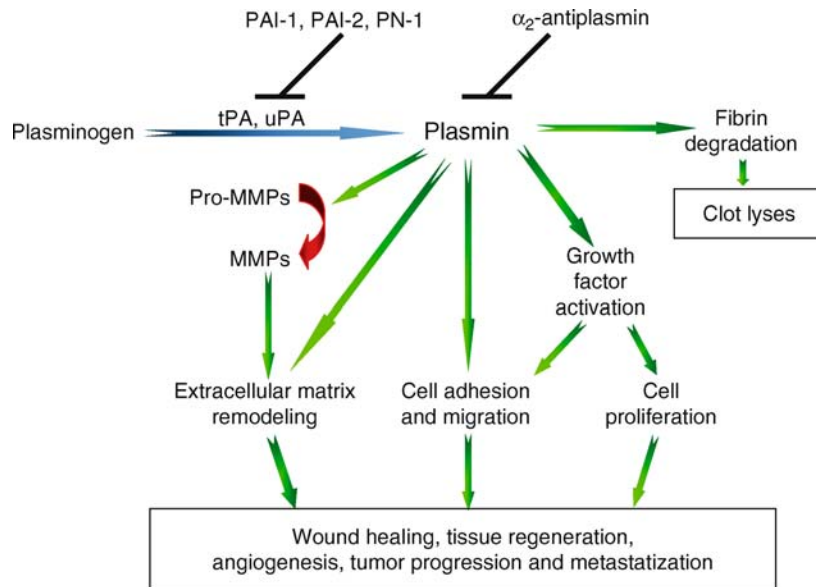 PAI-1, PAI-2, PN-1
α₂-antiplasmin
tPA, uPA
Plasminogen
Plasmin
Fibrin
degradation
Clot lyses
Pro-MMPs
MMPs
Growth
factor
activation
Extracellular matrix
remodeling
Cell adhesion
and migration
Cell
proliferation
Wound healing, tissue regeneration,
angiogenesis, tumor progression and metastatization